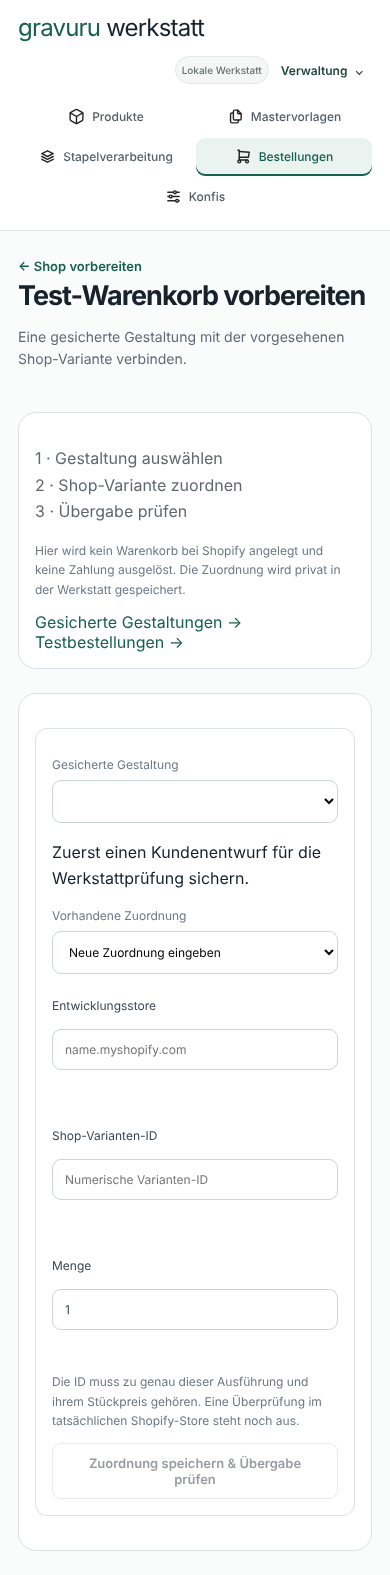 gravuru werkstatt
Lokale Werkstatt
Verwaltung
Produkte
Mastervorlagen
Stapelverarbeitung
Bestellungen
Konfis
← Shop vorbereiten
Test-Warenkorb vorbereiten
Eine gesicherte Gestaltung mit der vorgesehenen
Shop-Variante verbinden.
1 · Gestaltung auswählen
2 · Shop-Variante zuordnen
3 · Übergabe prüfen
Hier wird kein Warenkorb bei Shopify angelegt und
keine Zahlung ausgelöst. Die Zuordnung wird privat in
der Werkstatt gespeichert.
Gesicherte Gestaltungen →
Testbestellungen →
Gesicherte Gestaltung
Zuerst einen Kundenentwurf für die
Werkstattprüfung sichern.
Vorhandene Zuordnung
Neue Zuordnung eingeben
Entwicklungsstore
name.myshopify.com
Shop-Varianten-ID
Numerische Varianten-ID
Menge
1
Die ID muss zu genau dieser Ausführung und
ihrem Stückpreis gehören. Eine Überprüfung im
tatsächlichen Shopify-Store steht noch aus.
Zuordnung speichern & Übergabe
prüfen